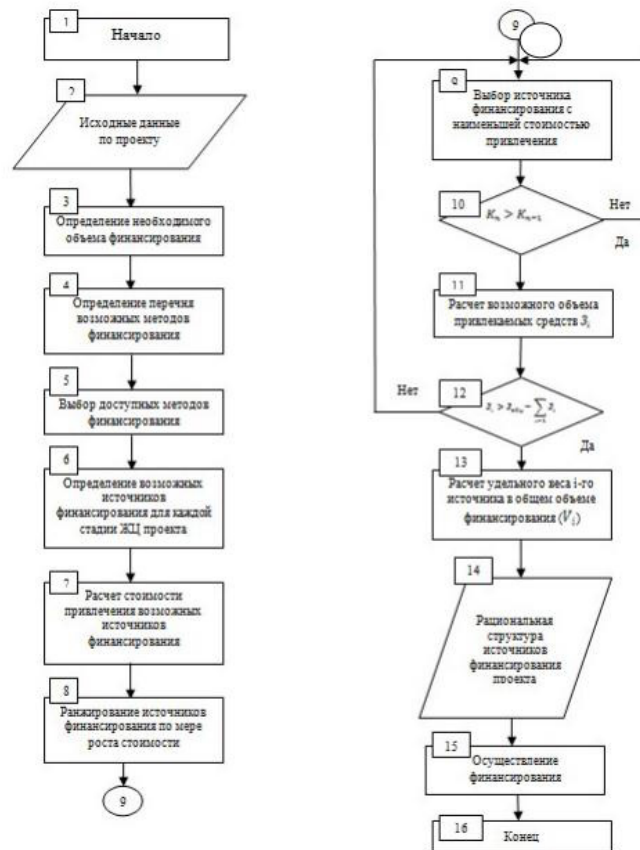 1
Начало
2
Исходные данные
по проекту
3
Определение необходимого
объема финансирования
4
Определение перечня
возможных методов
финансирования
5
Выбор доступных методов
финансирования
6
Определение возможных
источников
финансирования для каждой
стадии ЖЦ проекта
7
Расчет стоимости
привлечения возможных
источников
финансирования
8
Ранжирование источников
финансирования по мере
роста стоимости
9
9
9
Выбор источника
финансирования с
наименьшей стоимостью
привлечения
10
Нет
Да
11
Расчет возможного объема
привлекаемых средств Зᵢ
12
Нет
Да
13
Расчет удельного веса i-го
источника в общем объеме
финансирования (Vᵢ)
14
Рациональная
структура
источников
финансирования
проекта
15
Осуществление
финансирования
16
Конец